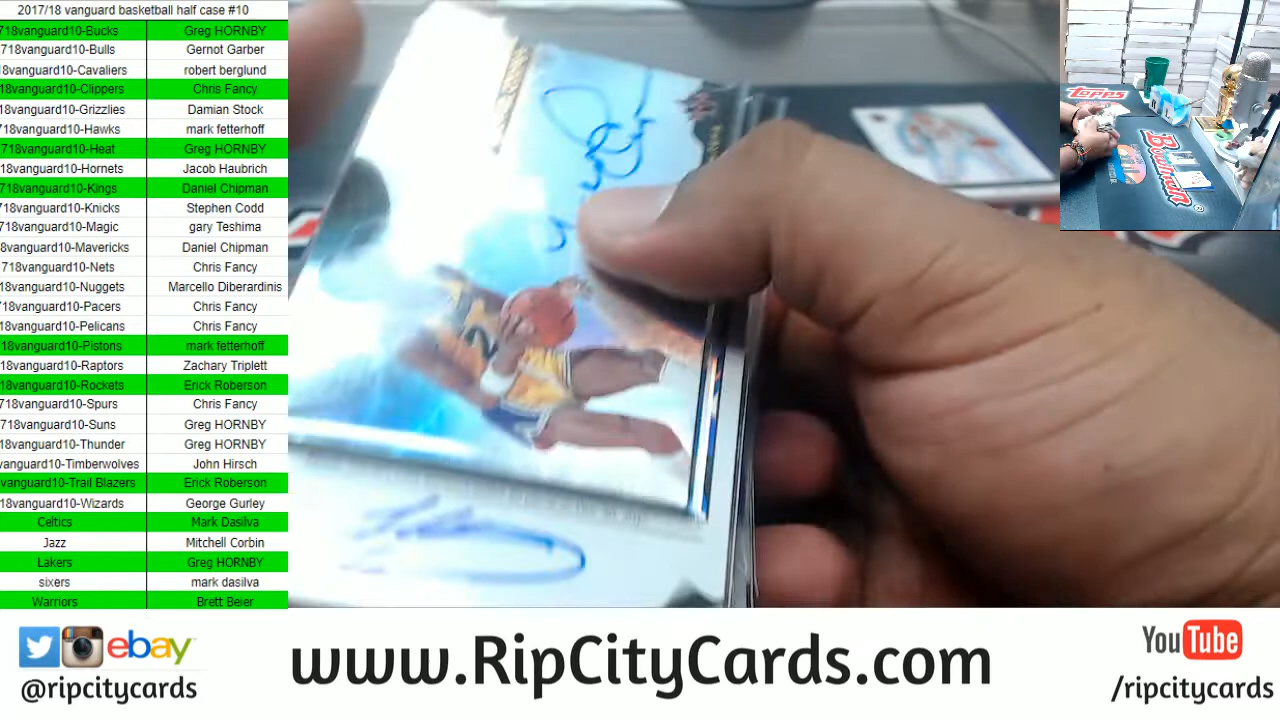 2017/18 vanguard basketball half case #10
718vanguard10-Bucks Greg HORNBY
718vanguard10-Bulls Gernot Garber
8vanguard10-Cavaliers robert berglund
718vanguard10-Clippers Chris Fancy
18vanguard10-Grizzlies Damian Stock
718vanguard10-Hawks mark fetterhoff
718vanguard10-Heat Greg HORNBY
18vanguard10-Hornets Jacob Haubrich
718vanguard10-Kings Daniel Chipman
718vanguard10-Knicks Stephen Codd
718vanguard10-Magic gary Teshima
8vanguard10-Mavericks Daniel Chipman
718vanguard10-Nets Chris Fancy
18vanguard10-Nuggets Marcello Diberardinis
718vanguard10-Pacers Chris Fancy
718vanguard10-Pelicans Chris Fancy
18vanguard10-Pistons mark fetterhoff
18vanguard10-Raptors Zachary Triplett
18vanguard10-Rockets Erick Roberson
718vanguard10-Spurs Chris Fancy
718vanguard10-Suns Greg HORNBY
18vanguard10-Thunder Greg HORNBY
vanguard10-Timberwolves John Hirsch
vanguard10-Trail Blazers Erick Roberson
18vanguard10-Wizards George Gurley
Celtics Mark Dasilva
Jazz Mitchell Corbin
Lakers Greg HORNBY
sixers mark dasilva
Warriors Brett Beier
Topps
Bowman
ebay
@ripcitycards
www.RipCityCards.com
YouTube
/ripcitycards